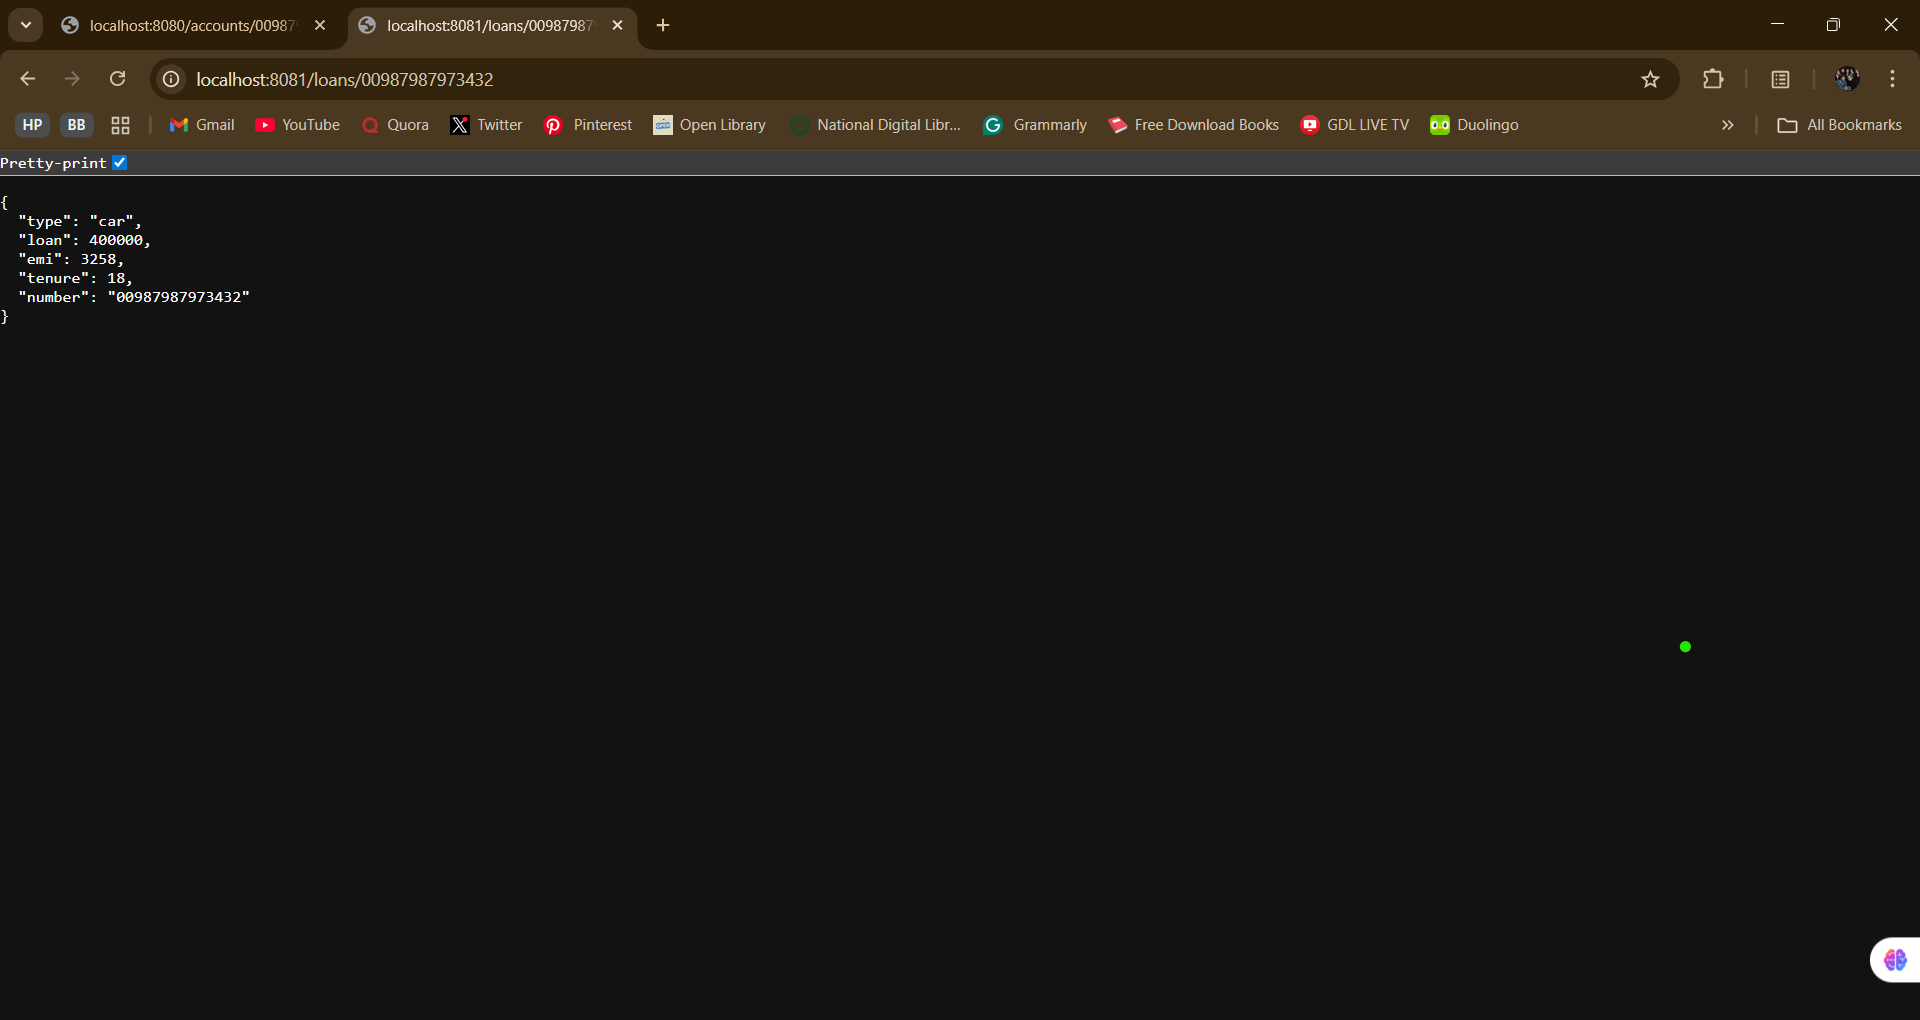 localhost:8080/accounts/00987
localhost:8081/loans/00987987
localhost:8081/loans/00987987973432
HP BB Gmail YouTube Quora Twitter Pinterest Open Library National Digital Libr... Grammarly Free Download Books GDL LIVE TV Duolingo » All Bookmarks
Pretty-print
{
"type": "car",
"loan": 400000,
"emi": 3258,
"tenure": 18,
"number": "00987987973432"
}